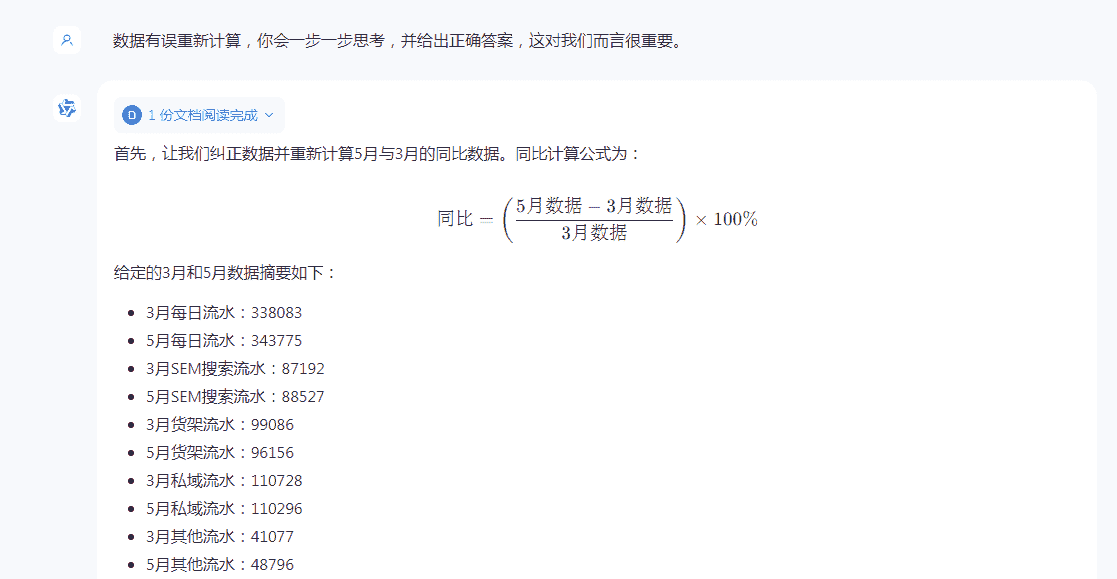 数据有误重新计算，你会一步一步思考，并给出正确答案，这对我们而言很重要。
D 1 份文档阅读完成
首先，让我们纠正数据并重新计算5月与3月的同比数据。同比计算公式为：
同比 = (5月数据 − 3月数据 / 3月数据) × 100%
给定的3月和5月数据摘要如下：
• 3月每日流水：338083
• 5月每日流水：343775
• 3月SEM搜索流水：87192
• 5月SEM搜索流水：88527
• 3月货架流水：99086
• 5月货架流水：96156
• 3月私域流水：110728
• 5月私域流水：110296
• 3月其他流水：41077
• 5月其他流水：48796